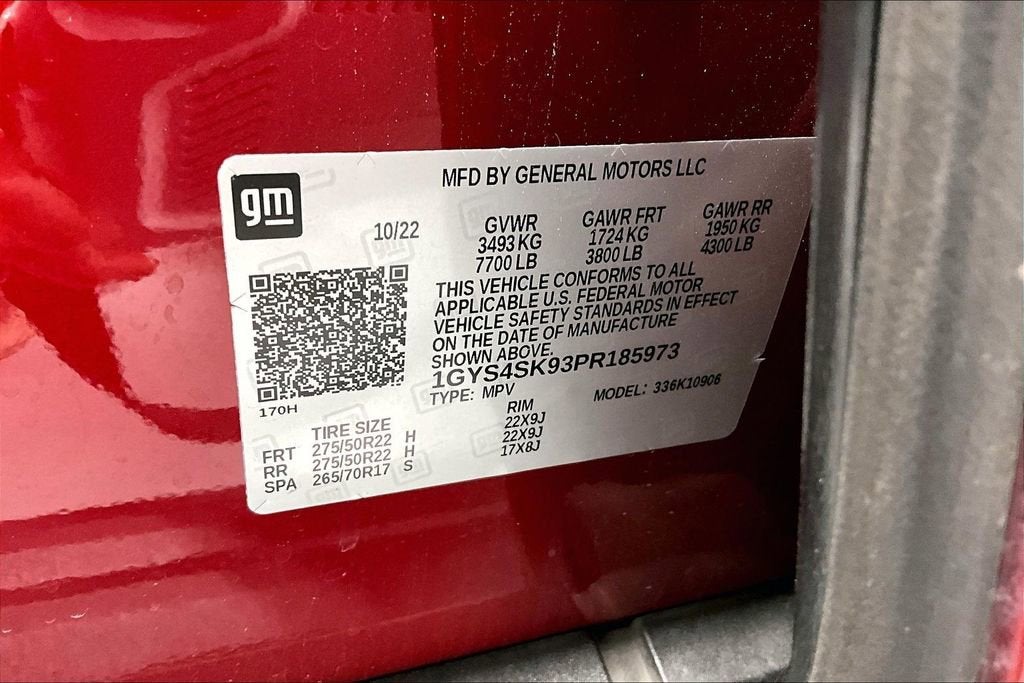 gm
MFD BY GENERAL MOTORS LLC
10/22
GVWR GAWR FRT GAWR RR
3493 KG 1724 KG 1950 KG
7700 LB 3800 LB 4300 LB
THIS VEHICLE CONFORMS TO ALL
APPLICABLE U.S. FEDERAL MOTOR
VEHICLE SAFETY STANDARDS IN EFFECT
ON THE DATE OF MANUFACTURE
SHOWN ABOVE.
1GYS4SK93PR185973
TYPE: MPV MODEL: 336K10906
170H
TIRE SIZE RIM
FRT 275/50R22 H 22X9J
RR 275/50R22 H 22X9J
SPA 265/70R17 S 17X8J